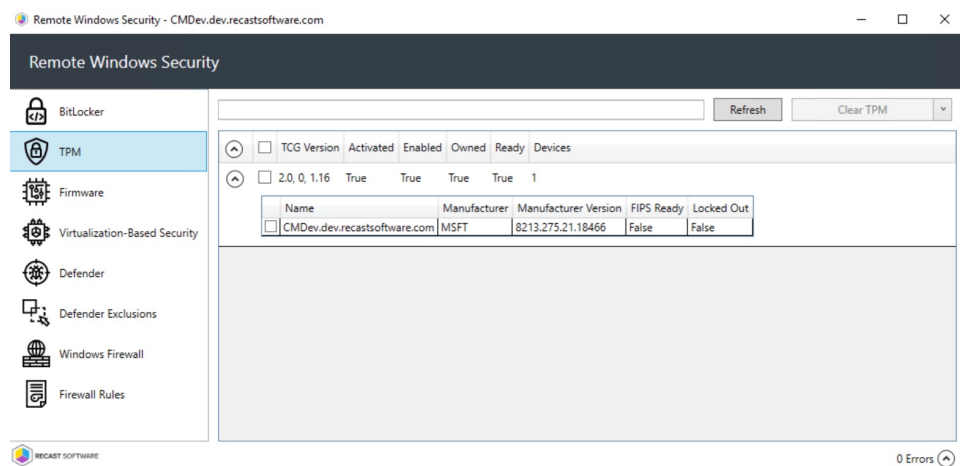 Remote Windows Security - CMDev.dev.recastsoftware.com
Remote Windows Security
BitLocker
TPM
Firmware
Virtualization-Based Security
Defender
Defender Exclusions
Windows Firewall
Firewall Rules
Refresh
Clear TPM
TCG Version Activated Enabled Owned Ready Devices
2.0, 0, 1.16 True True True True 1
Name Manufacturer Manufacturer Version FIPS Ready Locked Out
CMDev.dev.recastsoftware.com MSFT 8213.275.21.18466 False False
RECAST SOFTWARE
0 Errors